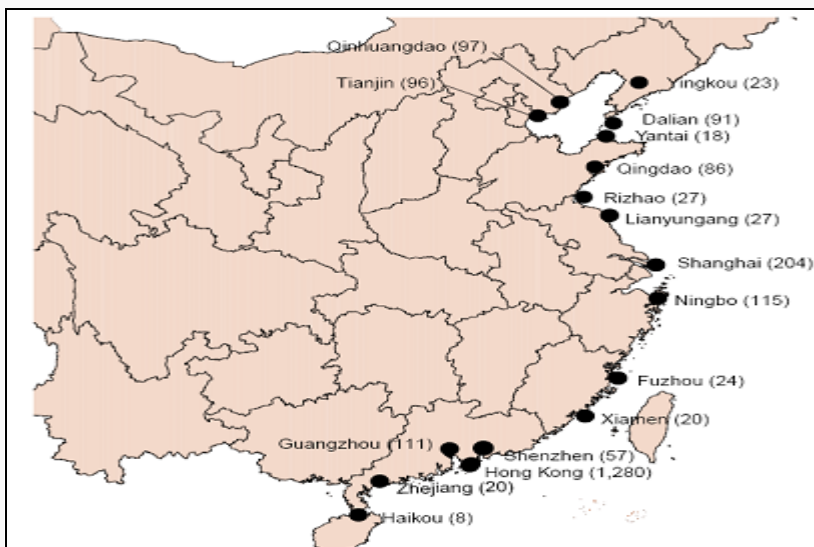 Qinhuangdao (97)
Tianjin (96)
Yingkou (23)
Dalian (91)
Yantai (18)
Qingdao (86)
Rizhao (27)
Lianyungang (27)
Shanghai (204)
Ningbo (115)
Fuzhou (24)
Xiamen (20)
Guangzhou (111)
Shenzhen (57)
Hong Kong (1,280)
Zhejiang (20)
Haikou (8)